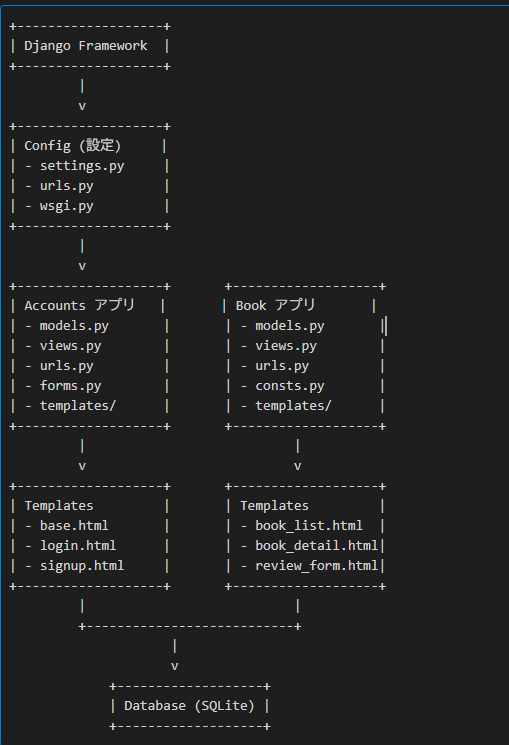 +-------------------+
| Django Framework  |
+-------------------+
         |
         v
+-------------------+
| Config (設定)     |
| - settings.py     |
| - urls.py         |
| - wsgi.py         |
+-------------------+
         |
         v
+-------------------+       +-------------------+
| Accounts アプリ   |       | Book アプリ       |
| - models.py       |       | - models.py       |
| - views.py        |       | - views.py        |
| - urls.py         |       | - urls.py         |
| - forms.py        |       | - consts.py       |
| - templates/      |       | - templates/      |
+-------------------+       +-------------------+
         |                           |
         v                           v
+-------------------+       +-------------------+
| Templates         |       | Templates         |
| - base.html       |       | - book_list.html  |
| - login.html      |       | - book_detail.html|
| - signup.html     |       | - review_form.html|
+-------------------+       +-------------------+
         |                           |
         +---------------------------+
                     |
                     v
             +-------------------+
             | Database (SQLite) |
             +-------------------+